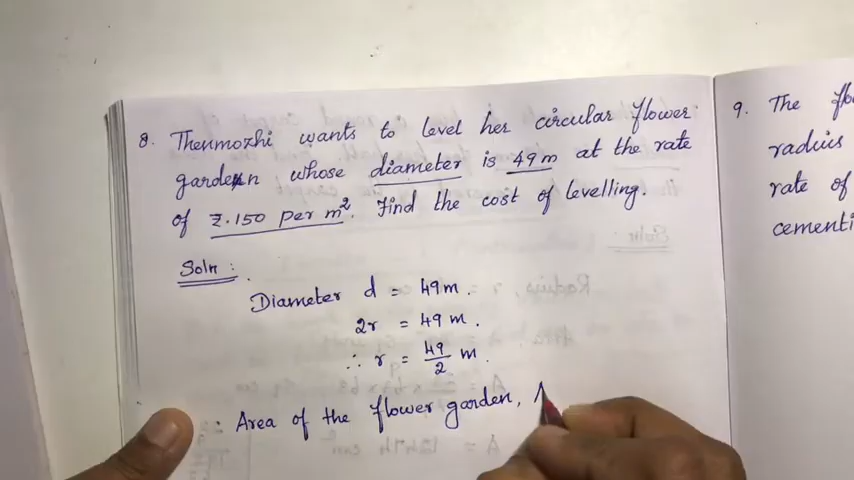 8. Thenmozhi wants to level her circular flower
garden whose diameter is 49m at the rate
of ₹.150 per m². Find the cost of levelling.
Soln :
Diameter d = 49m.
2r = 49m.
∴ r = 49/2 m.
∴ Area of the flower garden, A
9. The
radius
rate of
cementi